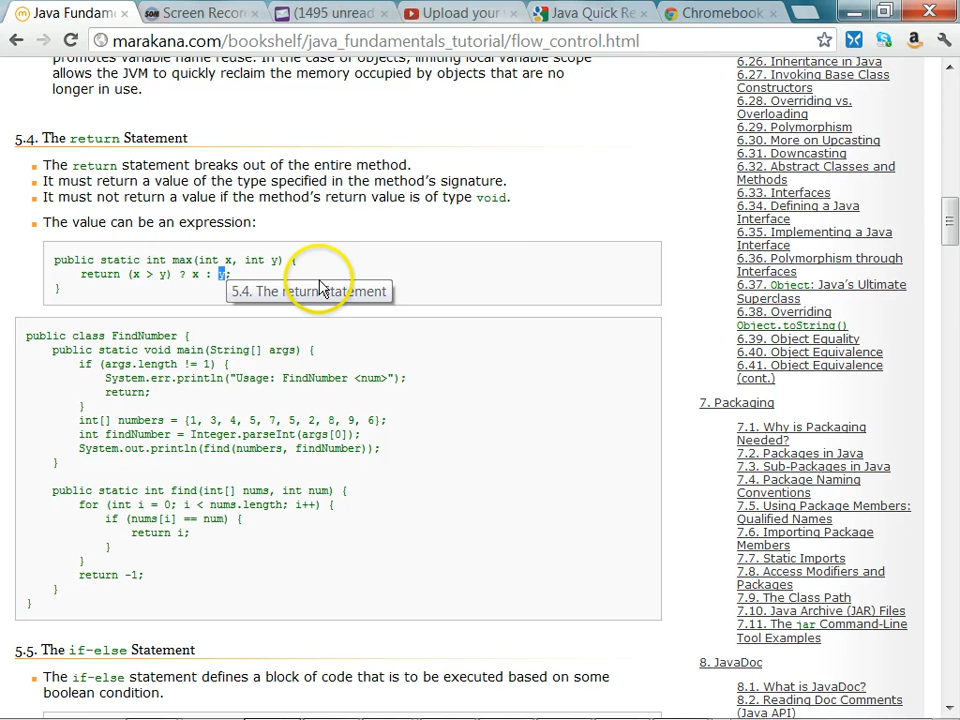 Java Fundam
Screen Recor
(1495 unread
Upload your
Java Quick Re
Chromebook
marakana.com/bookshelf/java_fundamentals_tutorial/flow_control.html
promotes variable name reuse. In the case of objects, limiting local variable scope
allows the JVM to quickly reclaim the memory occupied by objects that are no
longer in use.
5.4. The return Statement
The return statement breaks out of the entire method.
It must return a value of the type specified in the method's signature.
It must not return a value if the method's return value is of type void.
The value can be an expression:
public static int max(int x, int y) {
return (x > y) ? x : y;
}
5.4. The return Statement
public class FindNumber {
public static void main(String[] args) {
if (args.length != 1) {
System.err.println("Usage: FindNumber <num>");
return;
}
int[] numbers = {1, 3, 4, 5, 7, 5, 2, 8, 9, 6};
int findNumber = Integer.parseInt(args[0]);
System.out.println(find(numbers, findNumber));
}
public static int find(int[] nums, int num) {
for (int i = 0; i < nums.length; i++) {
if (nums[i] == num) {
return i;
}
}
return -1;
}
}
5.5. The if-else Statement
The if-else statement defines a block of code that is to be executed based on some
boolean condition.
6.26. Inheritance in Java
6.27. Invoking Base Class
Constructors
6.28. Overriding vs.
Overloading
6.29. Polymorphism
6.30. More on Upcasting
6.31. Downcasting
6.32. Abstract Classes and
Methods
6.33. Interfaces
6.34. Defining a Java
Interface
6.35. Implementing a Java
Interface
6.36. Polymorphism through
Interfaces
6.37. Object: Java's Ultimate
Superclass
6.38. Overriding
Object.toString()
6.39. Object Equality
6.40. Object Equivalence
6.41. Object Equivalence
(cont.)
7. Packaging
7.1. Why is Packaging
Needed?
7.2. Packages in Java
7.3. Sub-Packages in Java
7.4. Package Naming
Conventions
7.5. Using Package Members:
Qualified Names
7.6. Importing Package
Members
7.7. Static Imports
7.8. Access Modifiers and
Packages
7.9. The Class Path
7.10. Java Archive (JAR) Files
7.11. The jar Command-Line
Tool Examples
8. JavaDoc
8.1. What is JavaDoc?
8.2. Reading Doc Comments
(Java API)